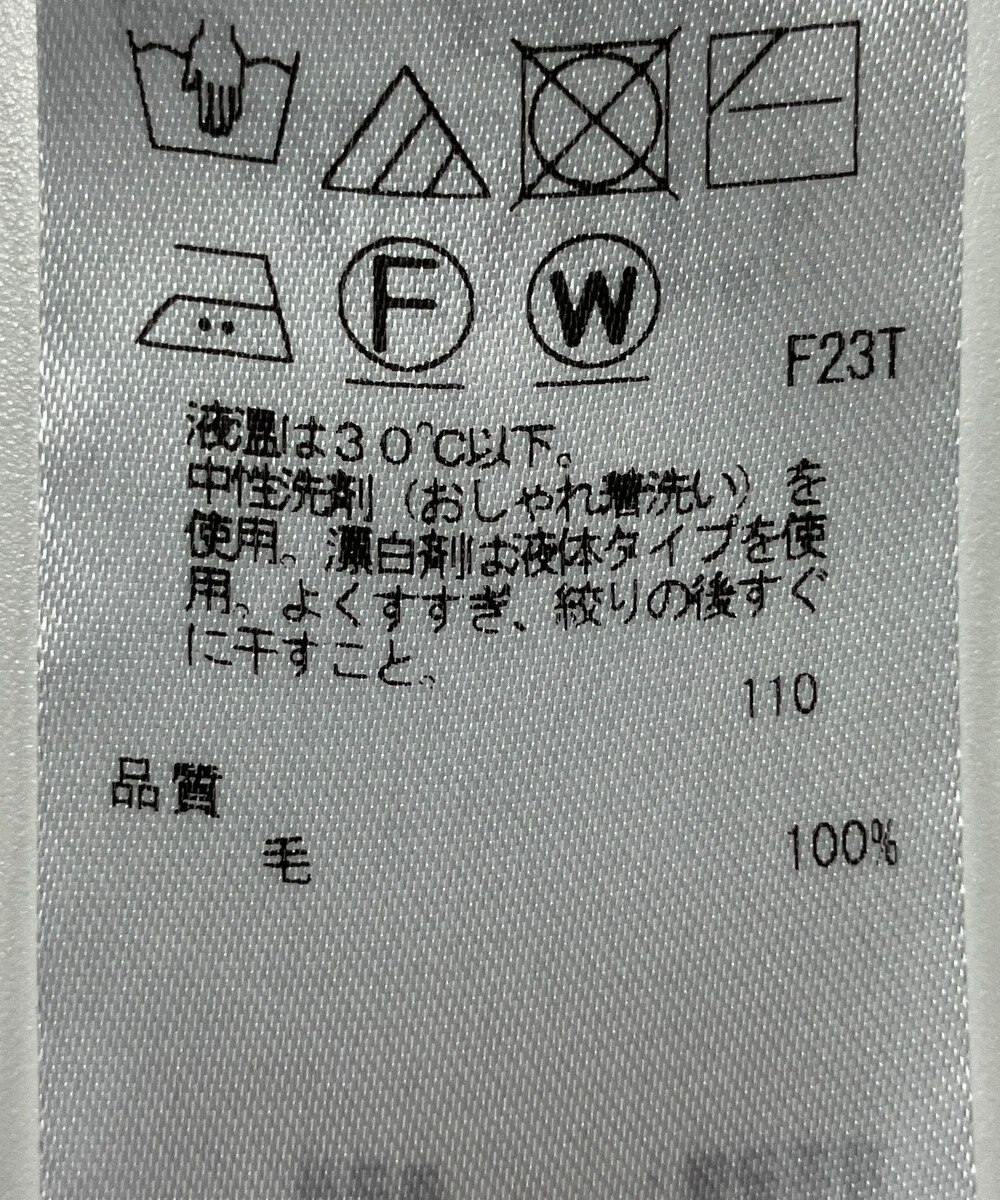 F W
F23T
液温は30℃以下。
中性洗剤(おしゃれ着洗い)を
使用。漂白剤は液体タイプを使
用。よくすすぎ、絞りの後すぐ
に干すこと。
110
品質
毛 100%